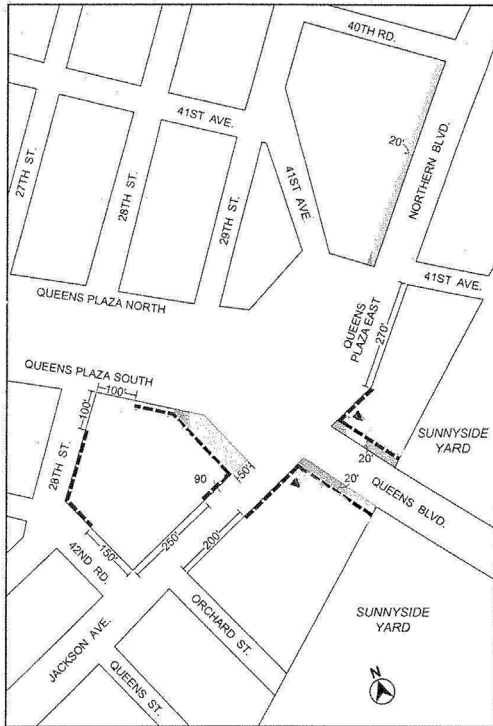 40TH RD.
41ST AVE.
20'
NORTHERN BLVD.
27TH ST.
28TH ST.
29TH ST.
41ST AVE.
41ST AVE.
QUEENS PLAZA NORTH
QUEENS
PLAZA EAST
270'
QUEENS PLAZA SOUTH
100'
100'
28TH ST.
SUNNYSIDE
YARD
20'
50'
90
20'
QUEENS BLVD.
200'
250'
150'
42ND RD.
ORCHARD ST.
SUNNYSIDE
YARD
JACKSON AVE.
QUEENS ST.
N